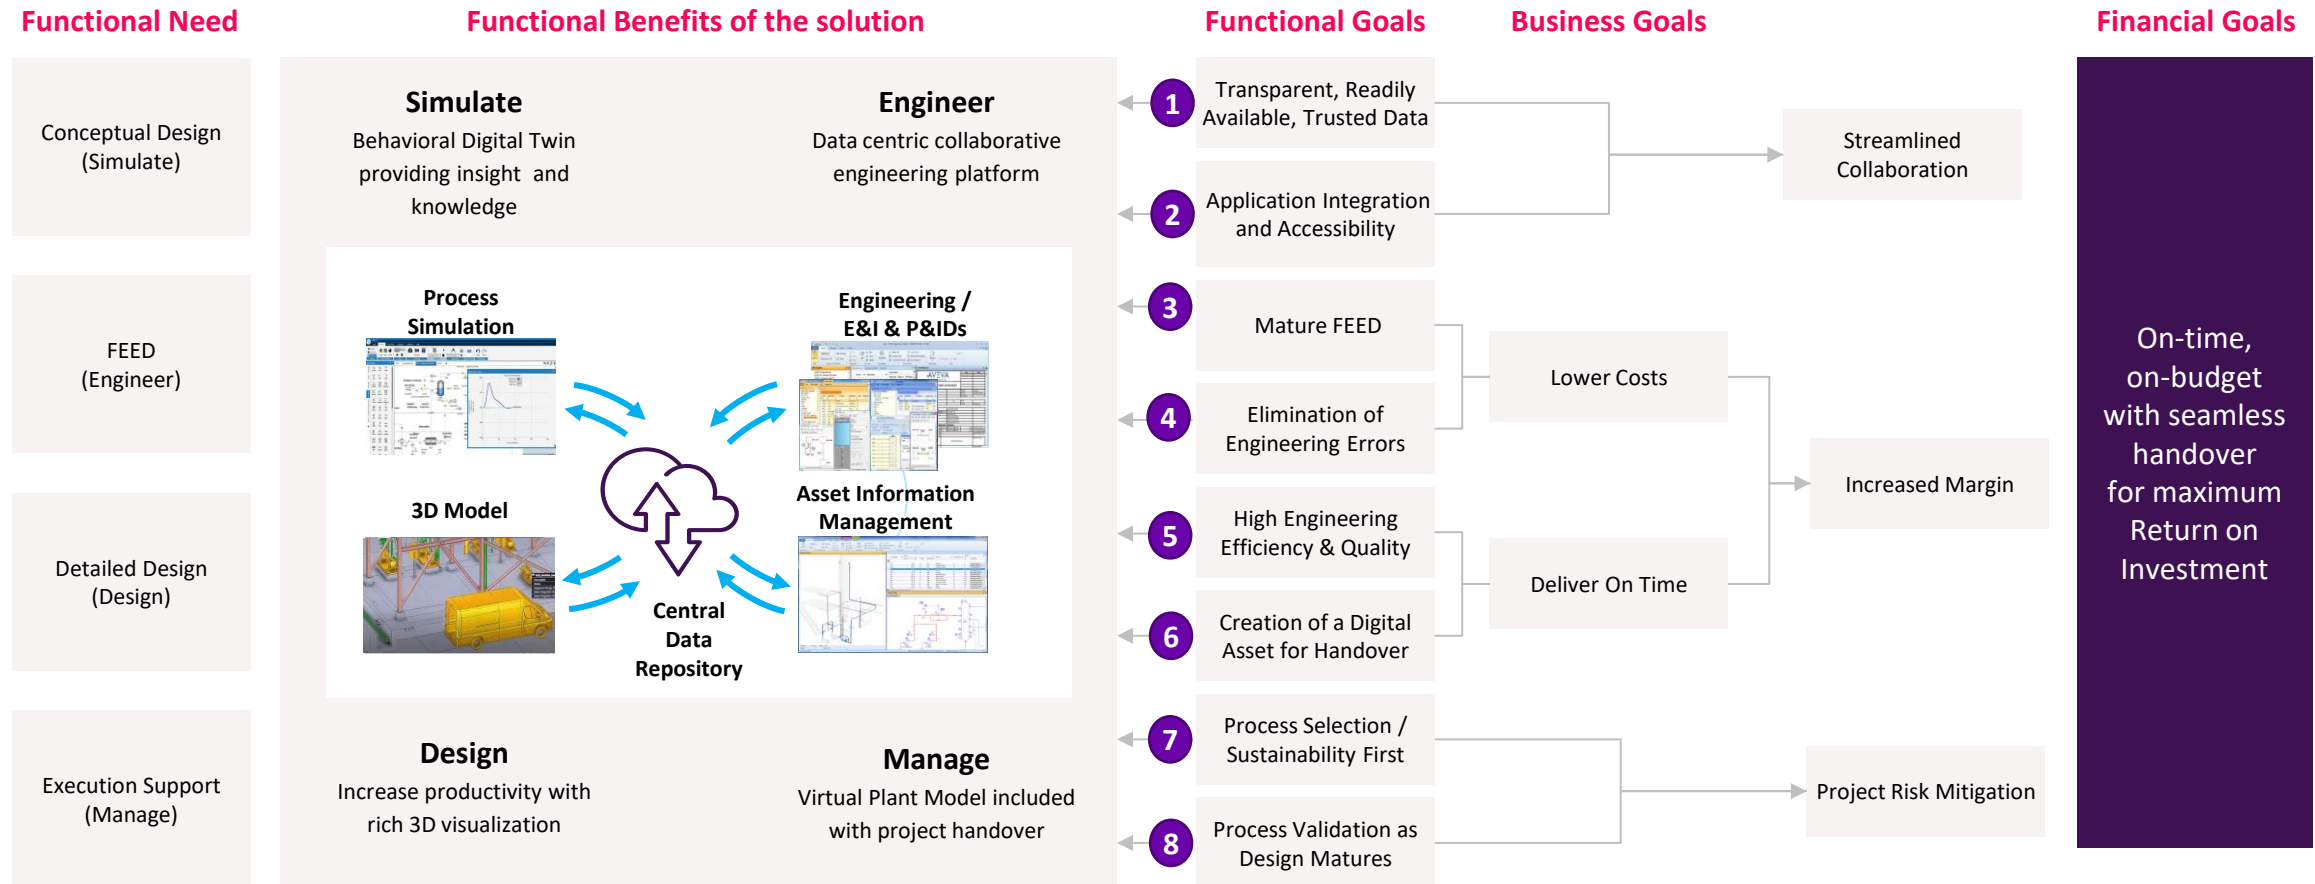 Functional Need
Functional Benefits of the solution
Functional Goals
Business Goals
Financial Goals
Conceptual Design
(Simulate)
FEED
(Engineer)
Detailed Design
(Design)
Execution Support
(Manage)
Simulate
Behavioral Digital Twin
providing insight and
knowledge
Engineer
Data centric collaborative
engineering platform
Process
Simulation
Engineering /
E&I & P&IDs
AVEVA
3D Model
Asset Information
Management
Central
Data
Repository
Design
Increase productivity with
rich 3D visualization
Manage
Virtual Plant Model included
with project handover
1
Transparent, Readily
Available, Trusted Data
2
Application Integration
and Accessibility
3
Mature FEED
4
Elimination of
Engineering Errors
5
High Engineering
Efficiency & Quality
6
Creation of a Digital
Asset for Handover
7
Process Selection /
Sustainability First
8
Process Validation as
Design Matures
Lower Costs
Deliver On Time
Streamlined
Collaboration
Increased Margin
Project Risk Mitigation
On-time,
on-budget
with seamless
handover
for maximum
Return on
Investment